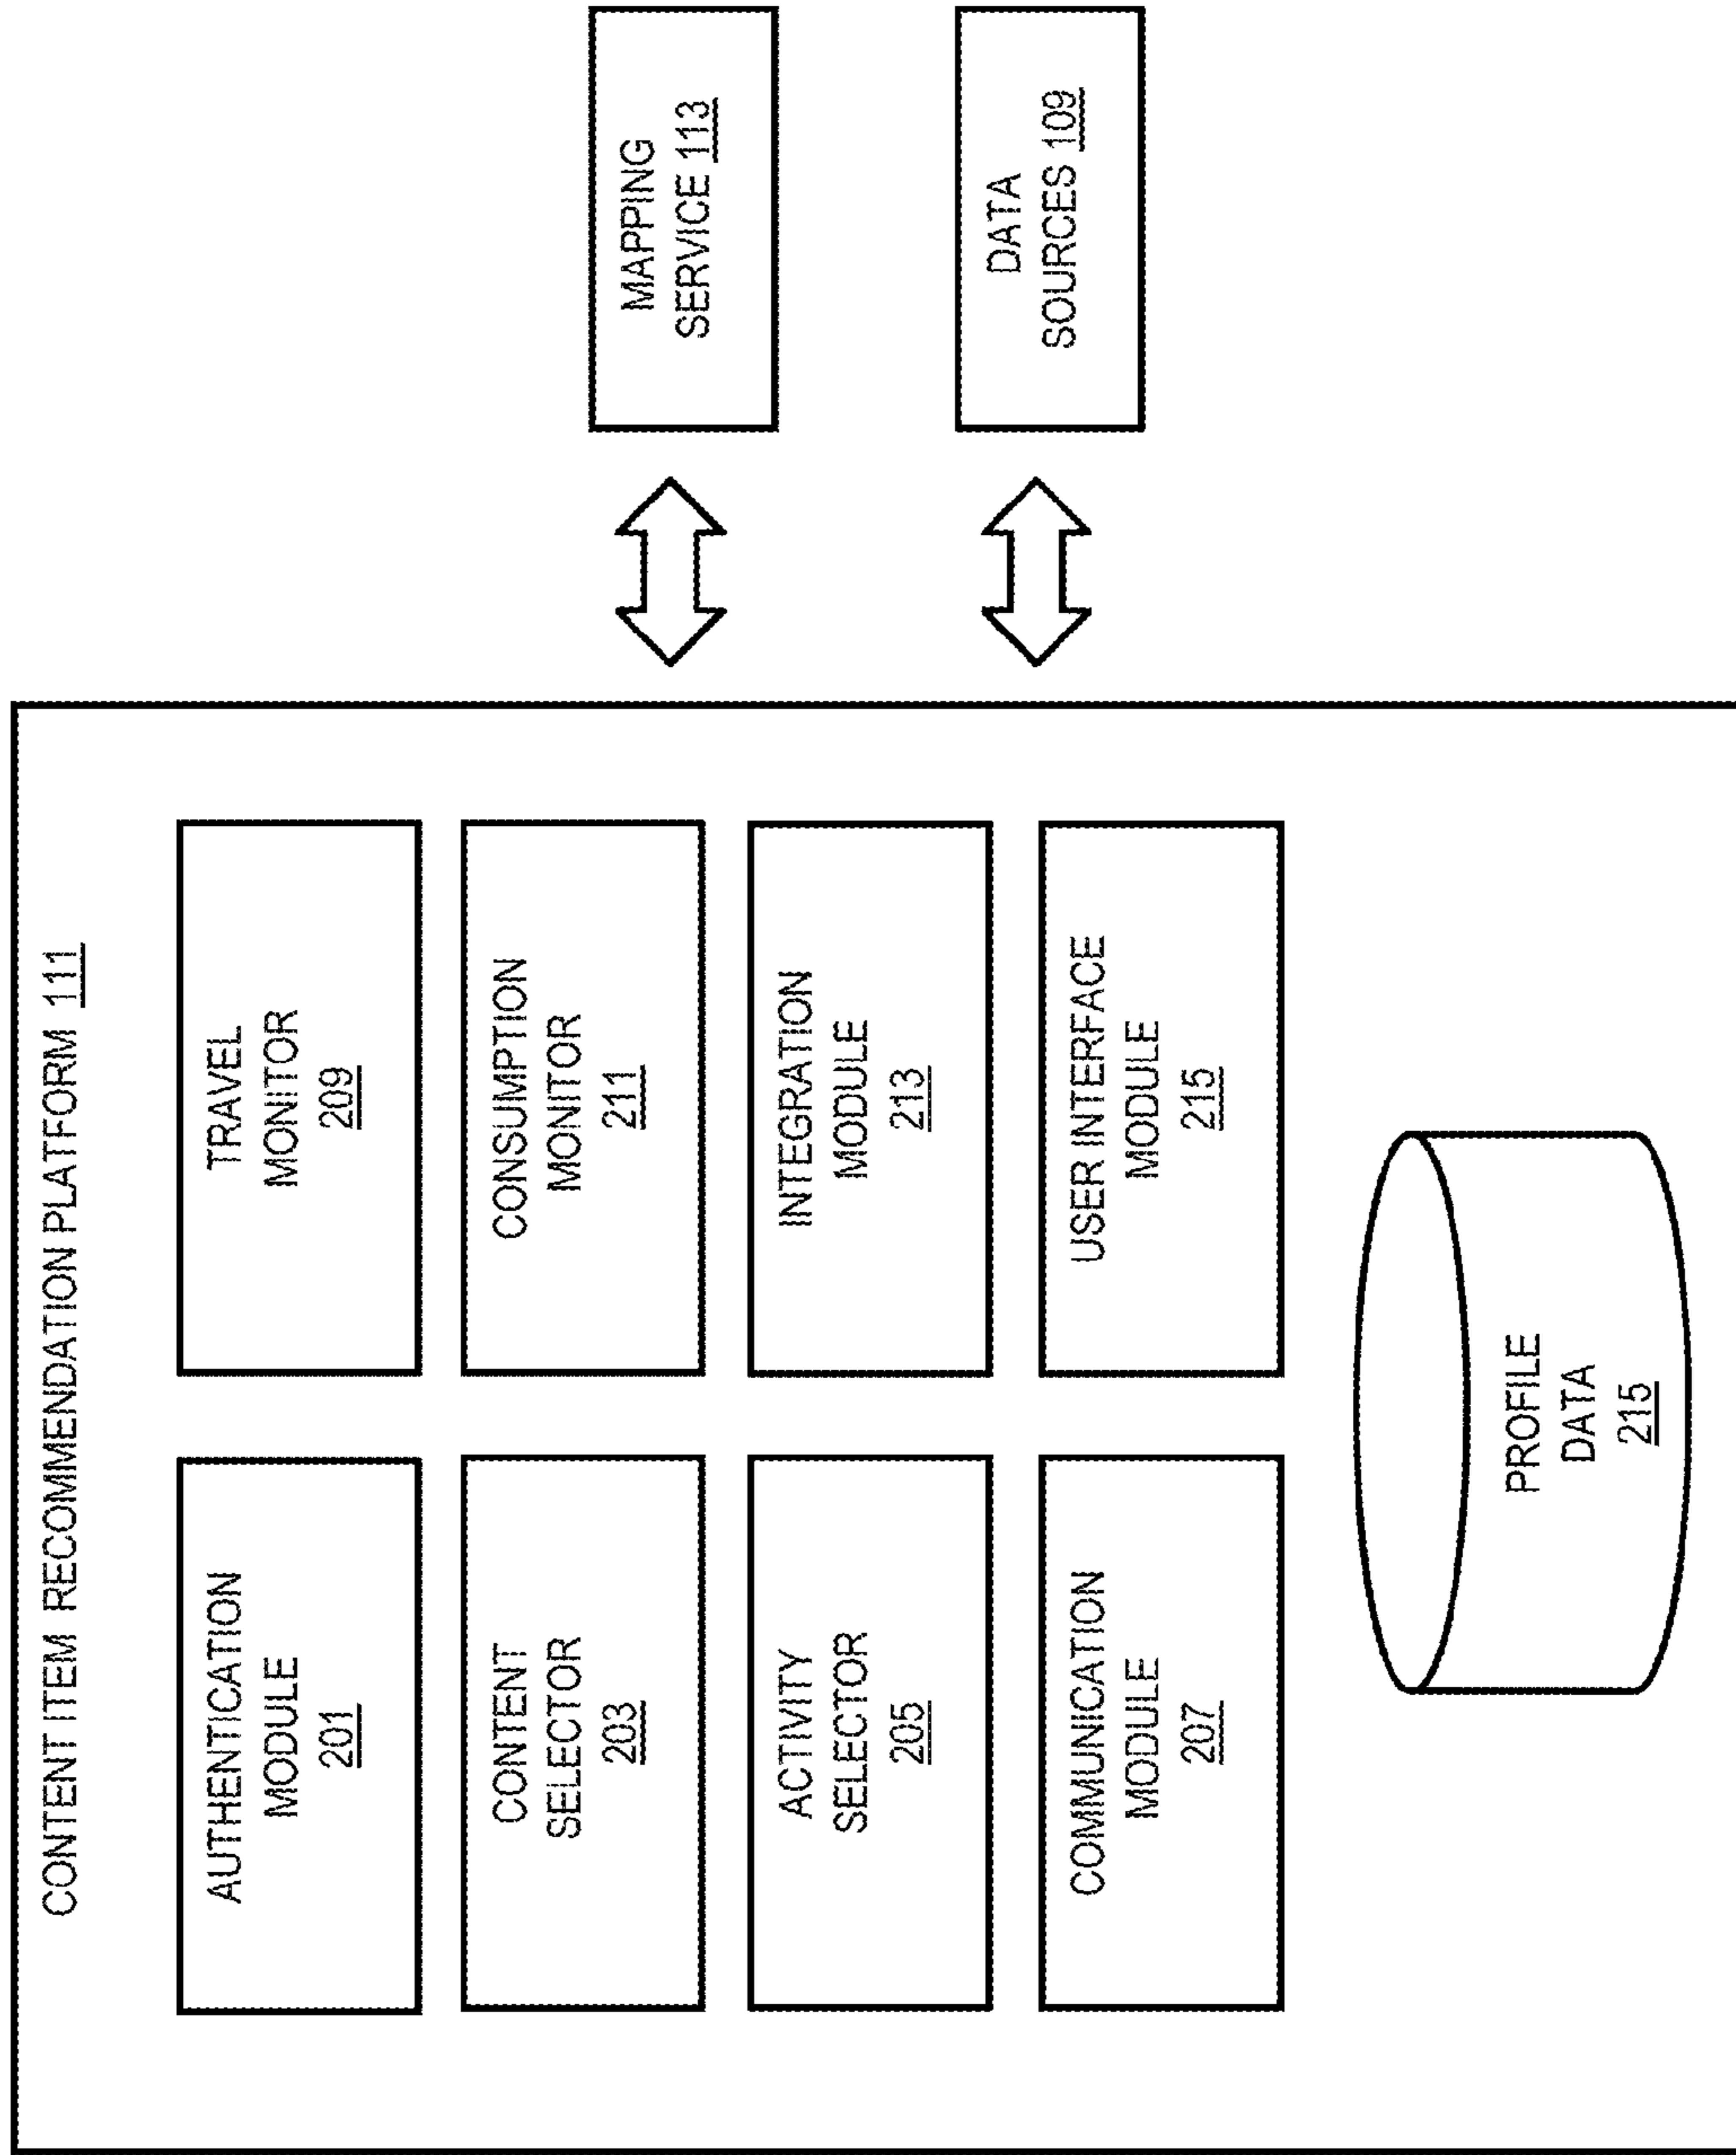 CONTENT ITEM RECOMMENDATION PLATFORM 111
AUTHENTICATION
MODULE
201
TRAVEL
MONITOR
209
CONTENT
SELECTOR
203
CONSUMPTION
MONITOR
211
ACTIVITY
SELECTOR
205
INTEGRATION
MODULE
213
COMMUNICATION
MODULE
207
USER INTERFACE
MODULE
215
PROFILE
DATA
215
MAPPING
SERVICE 113
DATA
SOURCES 109